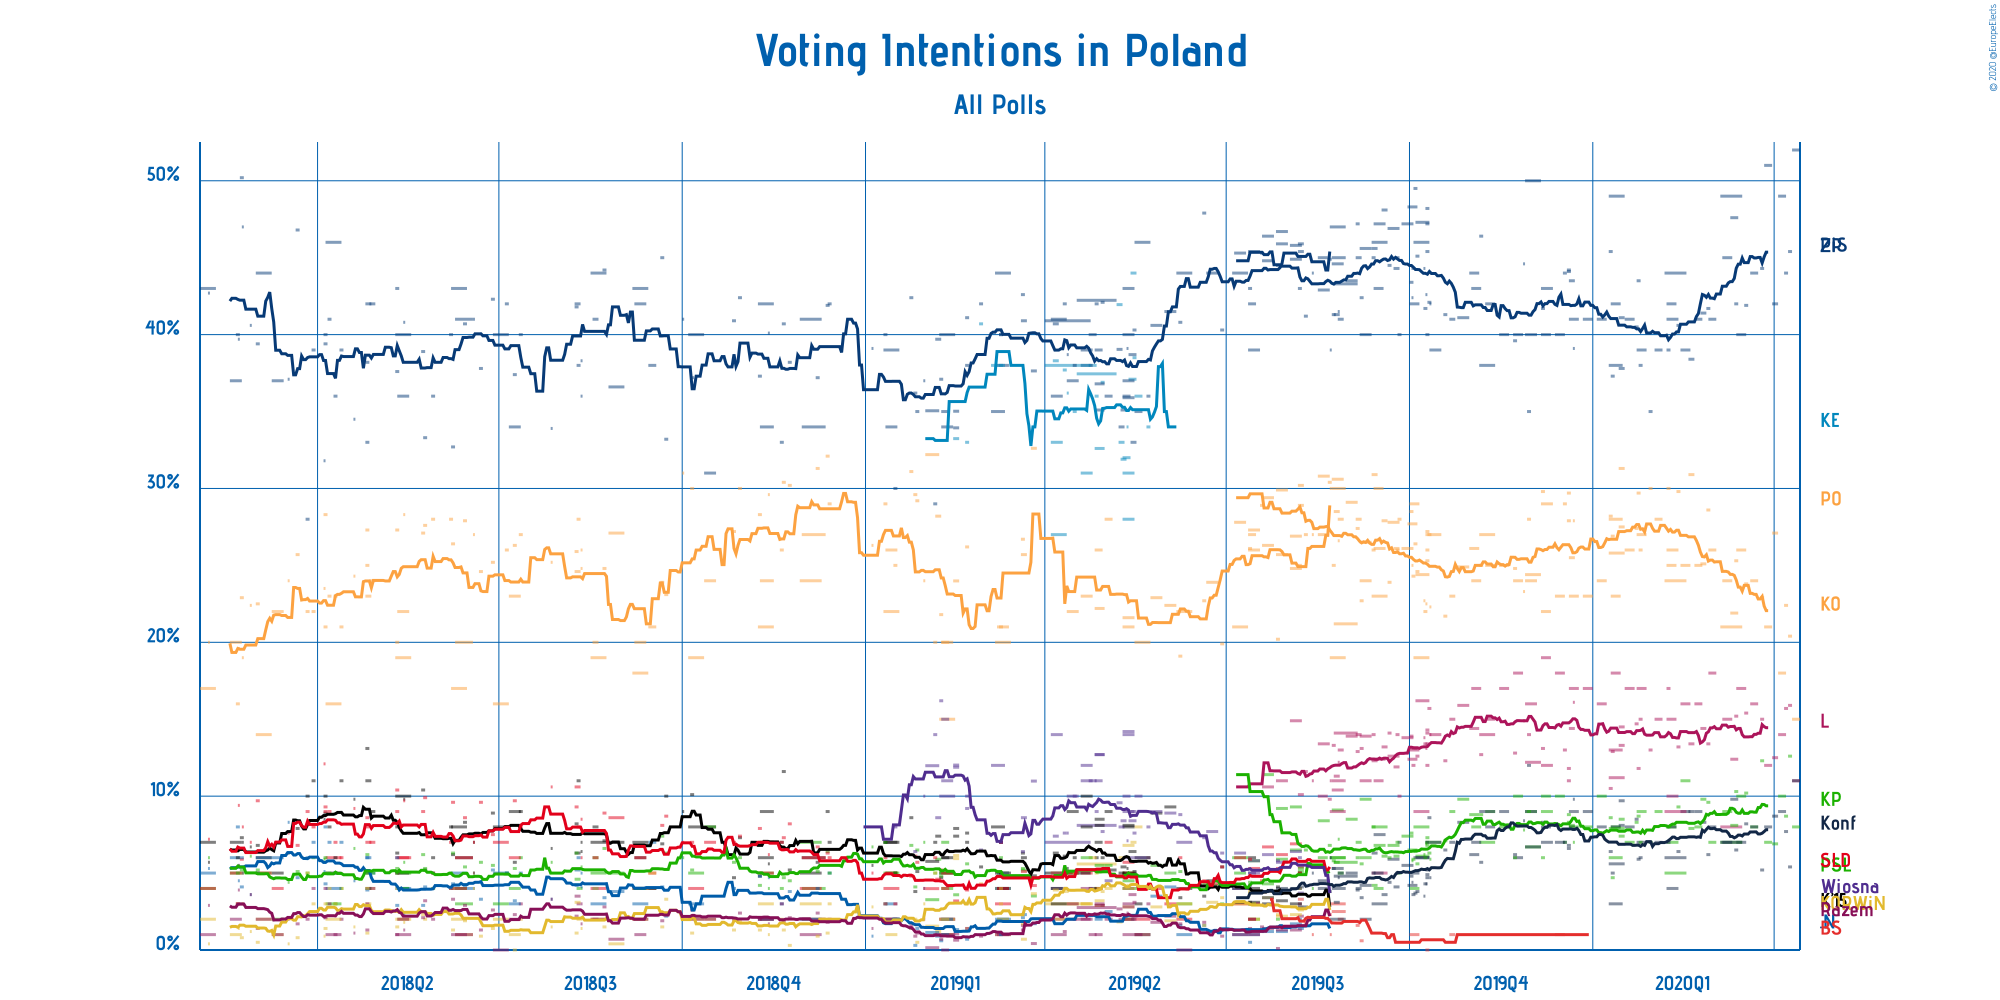 © 2020 @EuropeElects
Voting Intentions in Poland
All Polls
50%
40%
30%
20%
10%
0%
KE
PO
KO
L
KP
Konf
SLD
PSL
Wiosna
Razem
BS
2018Q2
2018Q3
2018Q4
2019Q1
2019Q2
2019Q3
2019Q4
2020Q1